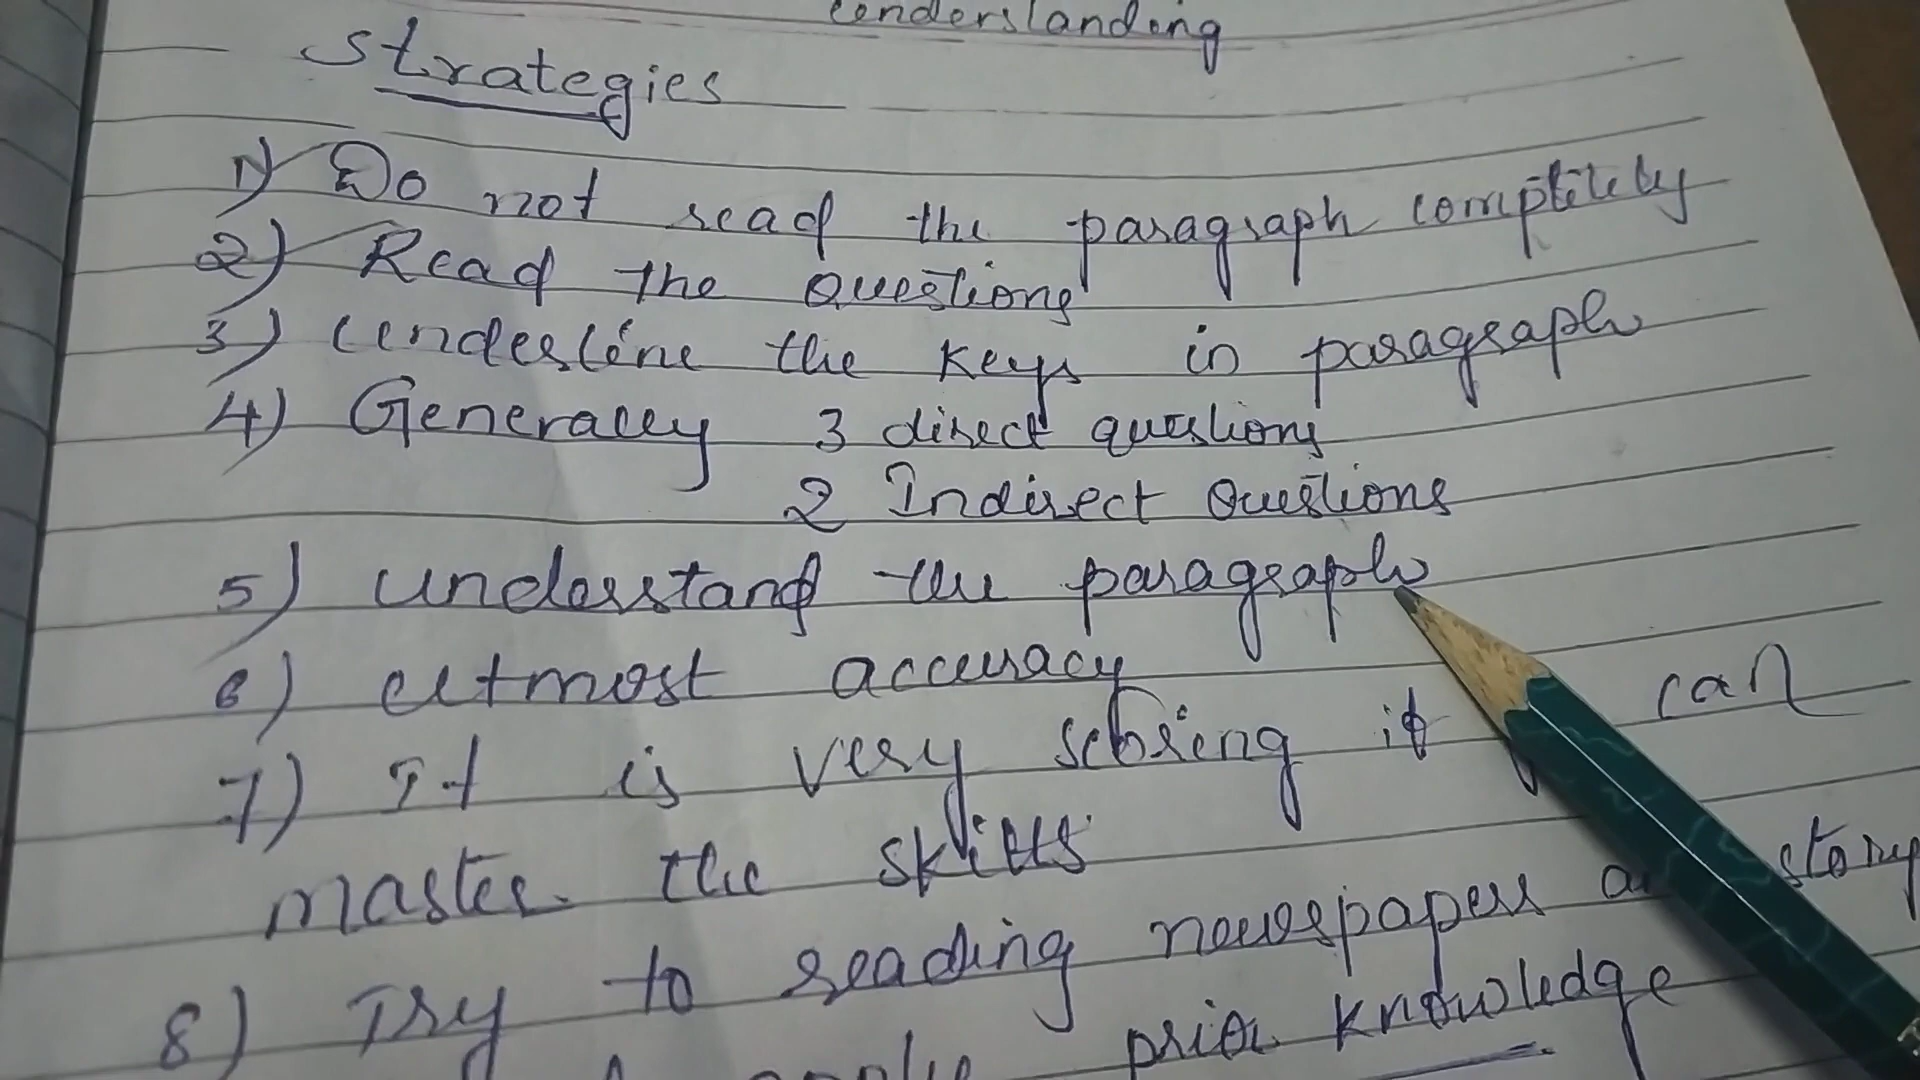 Understanding
Strategies
1) Do not read the paragraph completely
2) Read the Questions
3) Underline the Keys in paragraph
4) Generally 3 direct questions
2 Indirect Questions
5) understand the paragraph
6) utmost accuracy
7) It is very scoring if can
master the skills
8) Try to reading newspapers story
prior knowledge